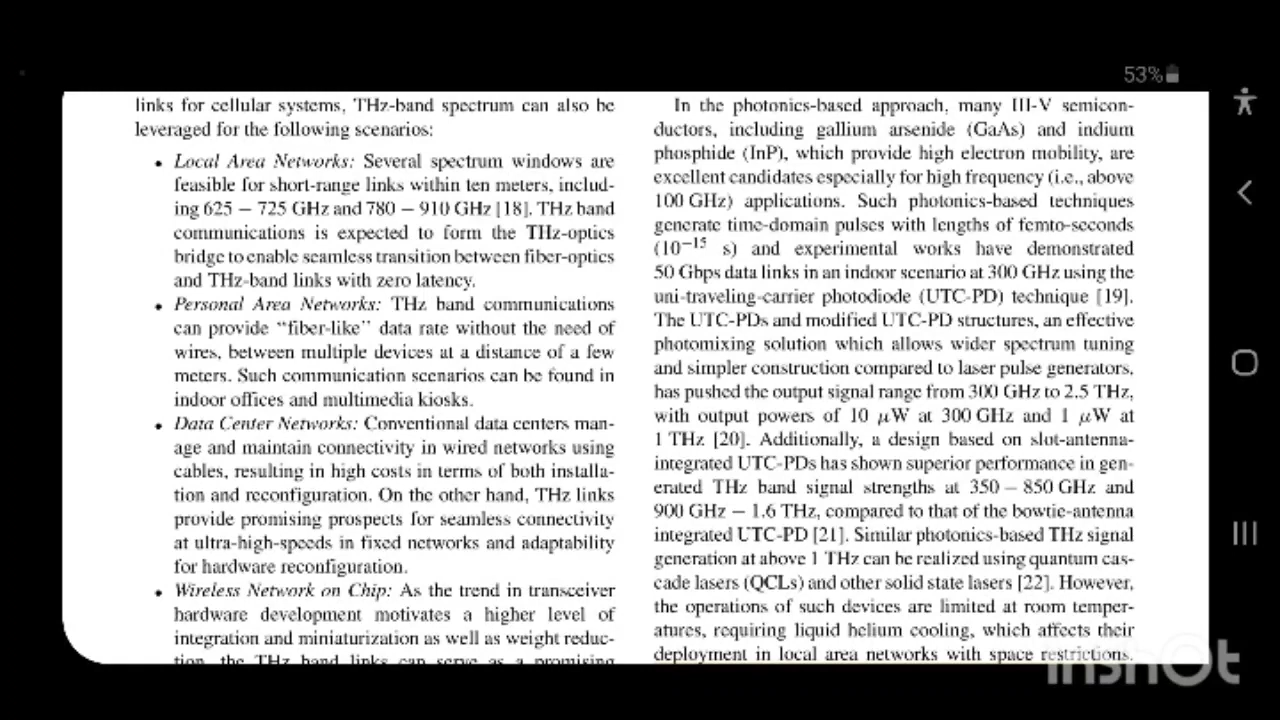 53%
links for cellular systems, THz-band spectrum can also be
leveraged for the following scenarios:
• Local Area Networks: Several spectrum windows are
feasible for short-range links within ten meters, includ-
ing 625 – 725 GHz and 780 – 910 GHz [18]. THz band
communications is expected to form the THz-optics
bridge to enable seamless transition between fiber-optics
and THz-band links with zero latency.
• Personal Area Networks: THz band communications
can provide “fiber-like” data rate without the need of
wires, between multiple devices at a distance of a few
meters. Such communication scenarios can be found in
indoor offices and multimedia kiosks.
• Data Center Networks: Conventional data centers man-
age and maintain connectivity in wired networks using
cables, resulting in high costs in terms of both installa-
tion and reconfiguration. On the other hand, THz links
provide promising prospects for seamless connectivity
at ultra-high-speeds in fixed networks and adaptability
for hardware reconfiguration.
• Wireless Network on Chip: As the trend in transceiver
hardware development motivates a higher level of
integration and miniaturization as well as weight reduc-
tion, the THz band links can serve as a promising
In the photonics-based approach, many III-V semicon-
ductors, including gallium arsenide (GaAs) and indium
phosphide (InP), which provide high electron mobility, are
excellent candidates especially for high frequency (i.e., above
100 GHz) applications. Such photonics-based techniques
generate time-domain pulses with lengths of femto-seconds
(10⁻¹⁵ s) and experimental works have demonstrated
50 Gbps data links in an indoor scenario at 300 GHz using the
uni-traveling-carrier photodiode (UTC-PD) technique [19].
The UTC-PDs and modified UTC-PD structures, an effective
photomixing solution which allows wider spectrum tuning
and simpler construction compared to laser pulse generators,
has pushed the output signal range from 300 GHz to 2.5 THz,
with output powers of 10 μW at 300 GHz and 1 μW at
1 THz [20]. Additionally, a design based on slot-antenna-
integrated UTC-PDs has shown superior performance in gen-
erated THz band signal strengths at 350 – 850 GHz and
900 GHz – 1.6 THz, compared to that of the bowtie-antenna
integrated UTC-PD [21]. Similar photonics-based THz signal
generation at above 1 THz can be realized using quantum cas-
cade lasers (QCLs) and other solid state lasers [22]. However,
the operations of such devices are limited at room temper-
atures, requiring liquid helium cooling, which affects their
deployment in local area networks with space restrictions.
InShOt